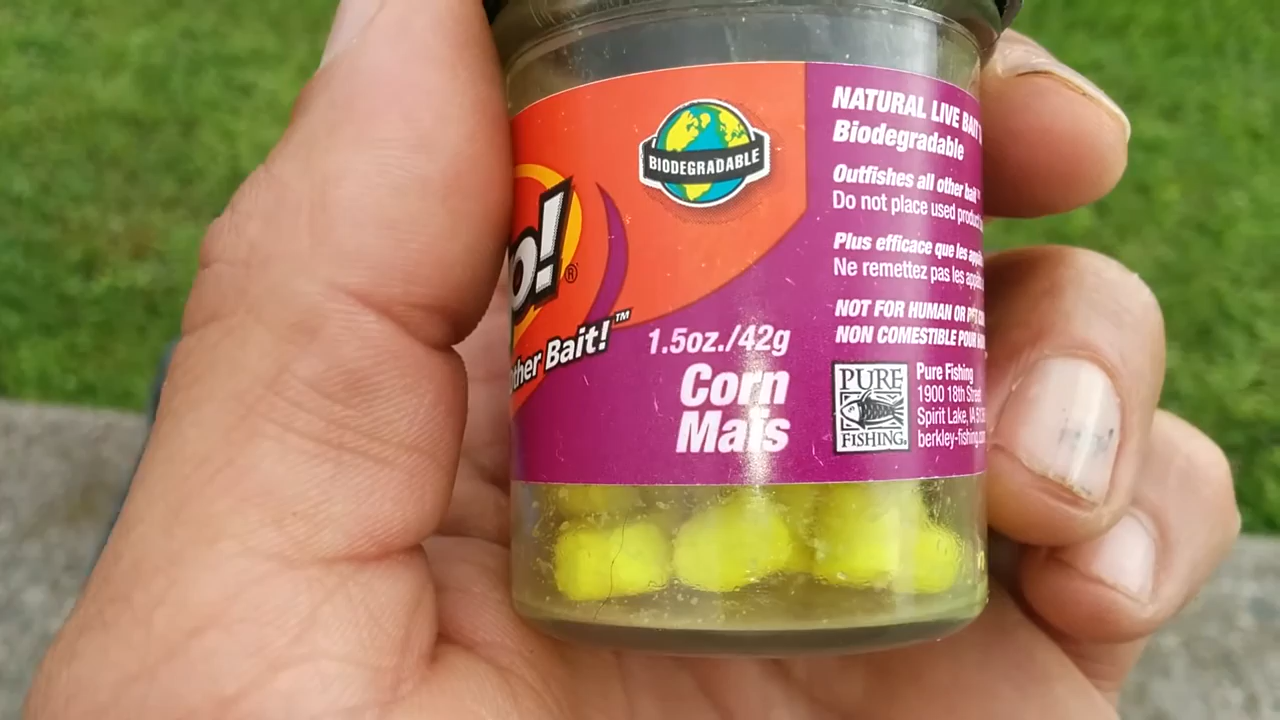 BIODEGRADABLE
o!®
Bait!™
1.5oz./42g
Corn
Maïs
NATURAL LIVE BAIT
Biodegradable
Outfishes all other bait™
Do not place used product
Plus efficace que les
Ne remettez pas les
NOT FOR HUMAN OR PET
NON COMESTIBLE POUR
PURE
FISHING®
Pure Fishing
1900 18th Street
Spirit Lake, IA
berkley-fishing.com